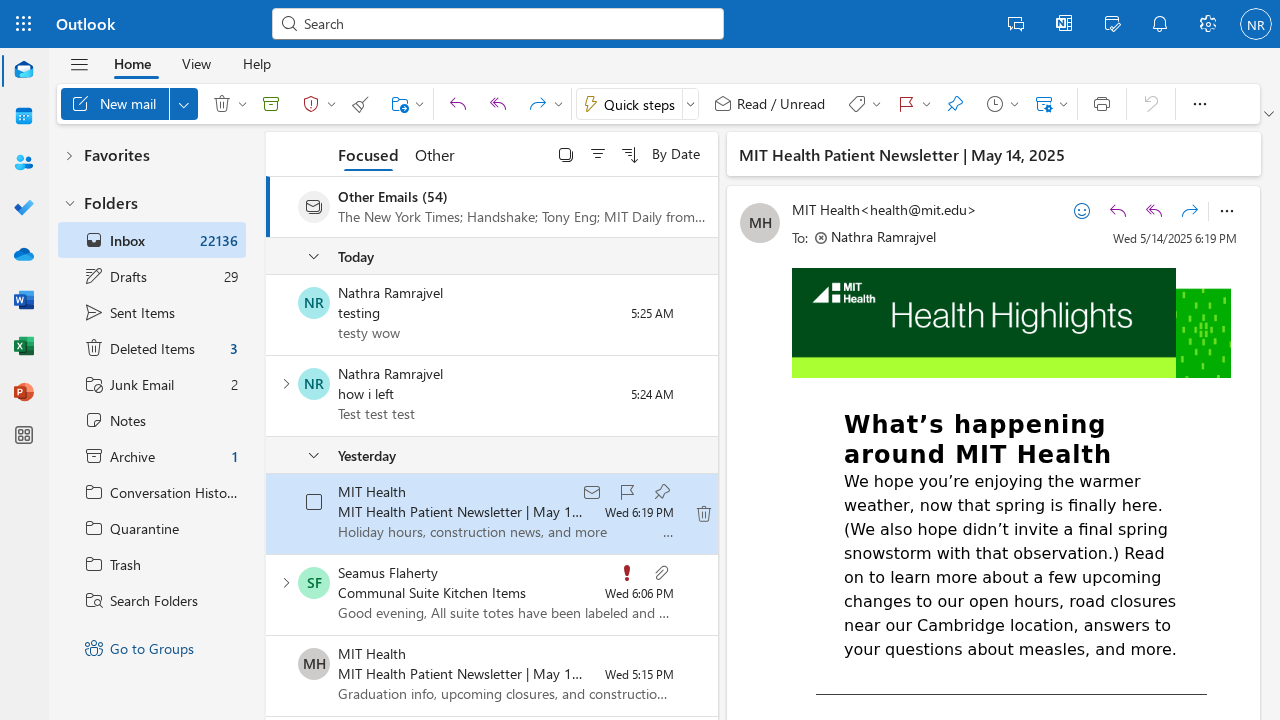 Outlook
Search
NR
Home
View
Help
New mail
Quick steps
Read / Unread
Favorites
Folders
Inbox 22136
Drafts 29
Sent Items
Deleted Items 3
Junk Email 2
Notes
Archive 1
Conversation Histo...
Quarantine
Trash
Search Folders
Go to Groups
Focused
Other
By Date
Other Emails (54)
The New York Times; Handshake; Tony Eng; MIT Daily from...
Today
NR
Nathra Ramrajvel
testing 5:25 AM
testy wow
NR
Nathra Ramrajvel
how i left 5:24 AM
Test test test
Yesterday
MIT Health
MIT Health Patient Newsletter | May 1... Wed 6:19 PM
Holiday hours, construction news, and more ...
SF
Seamus Flaherty
Communal Suite Kitchen Items Wed 6:06 PM
Good evening, All suite totes have been labeled and ...
MH
MIT Health
MIT Health Patient Newsletter | May 1... Wed 5:15 PM
Graduation info, upcoming closures, and constructio...
MIT Health Patient Newsletter | May 14, 2025
MH
MIT Health<health@mit.edu>
To: Nathra Ramrajvel
Wed 5/14/2025 6:19 PM
MIT
Health
Health Highlights
What’s happening
around MIT Health
We hope you’re enjoying the warmer
weather, now that spring is finally here.
(We also hope didn’t invite a final spring
snowstorm with that observation.) Read
on to learn more about a few upcoming
changes to our open hours, road closures
near our Cambridge location, answers to
your questions about measles, and more.